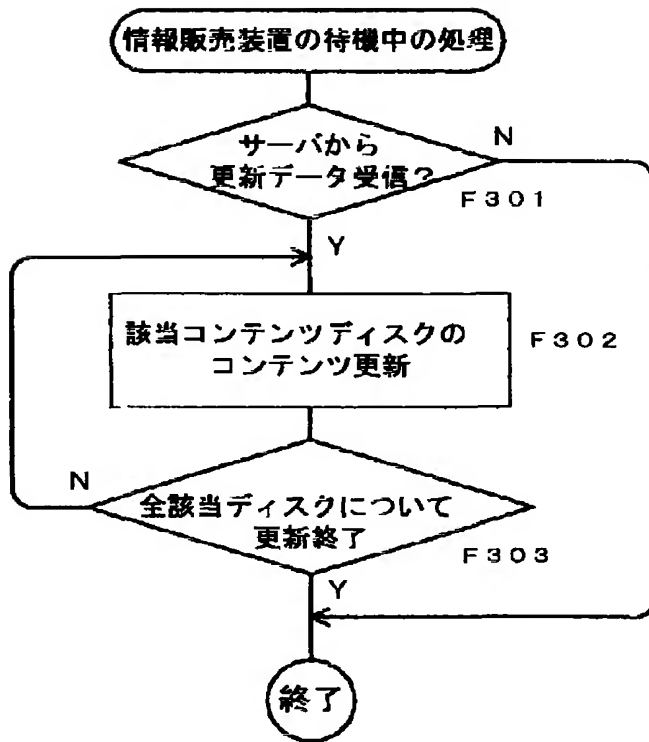 情報販売装置の待機中の処理
サーバから
更新データ受信？
N
F301
Y
該当コンテンツディスクの
コンテンツ更新
F302
N
全該当ディスクについて
更新終了
F303
Y
終了